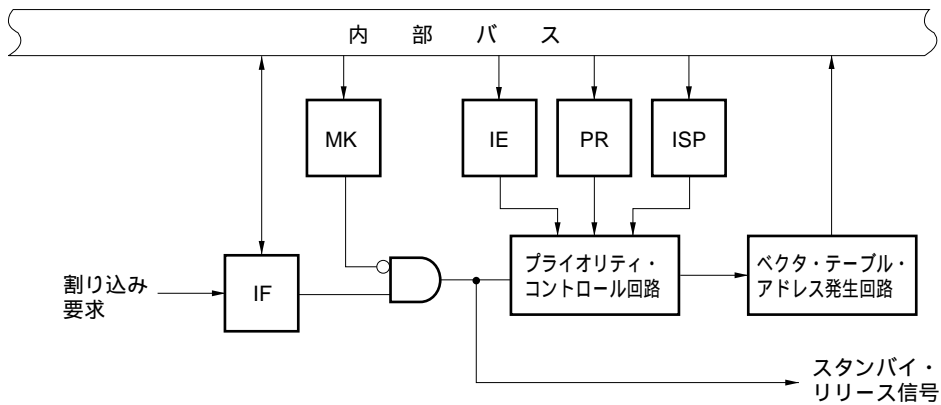 内部バス
MK
IE
PR
ISP
割り込み
要求
IF
プライオリティ・
コントロール回路
ベクタ・テーブル・
アドレス発生回路
スタンバイ・
リリース信号